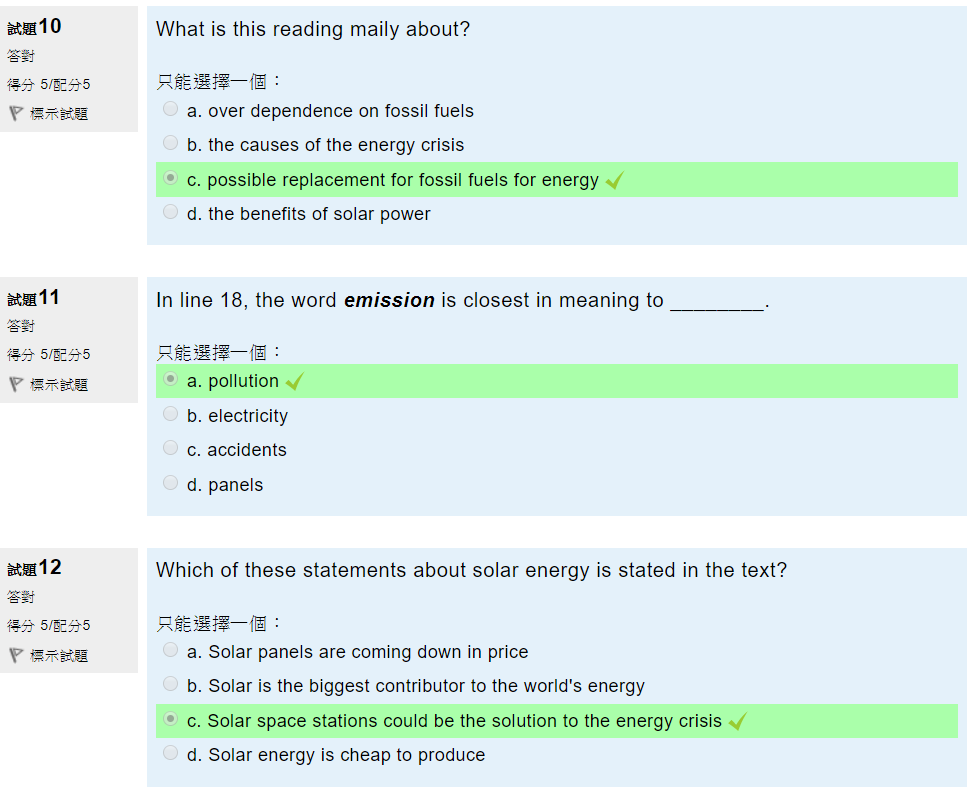 試題10
答對
得分 5/配分5
標示試題
What is this reading maily about?
只能選擇一個：
a. over dependence on fossil fuels
b. the causes of the energy crisis
c. possible replacement for fossil fuels for energy
d. the benefits of solar power
試題11
答對
得分 5/配分5
標示試題
In line 18, the word emission is closest in meaning to ________.
只能選擇一個：
a. pollution
b. electricity
c. accidents
d. panels
試題12
答對
得分 5/配分5
標示試題
Which of these statements about solar energy is stated in the text?
只能選擇一個：
a. Solar panels are coming down in price
b. Solar is the biggest contributor to the world's energy
c. Solar space stations could be the solution to the energy crisis
d. Solar energy is cheap to produce